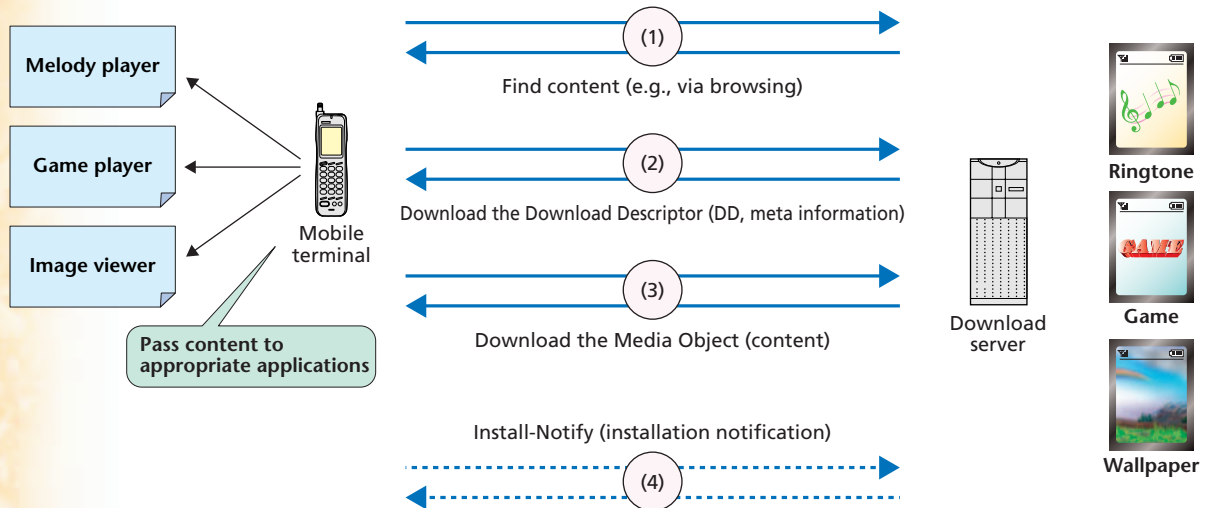 Melody player
Game player
Image viewer
Mobile
terminal
Pass content to
appropriate applications
(1)
Find content (e.g., via browsing)
(2)
Download the Download Descriptor (DD, meta information)
(3)
Download the Media Object (content)
Install-Notify (installation notification)
(4)
Download
server
Ringtone
GAME
Game
Wallpaper